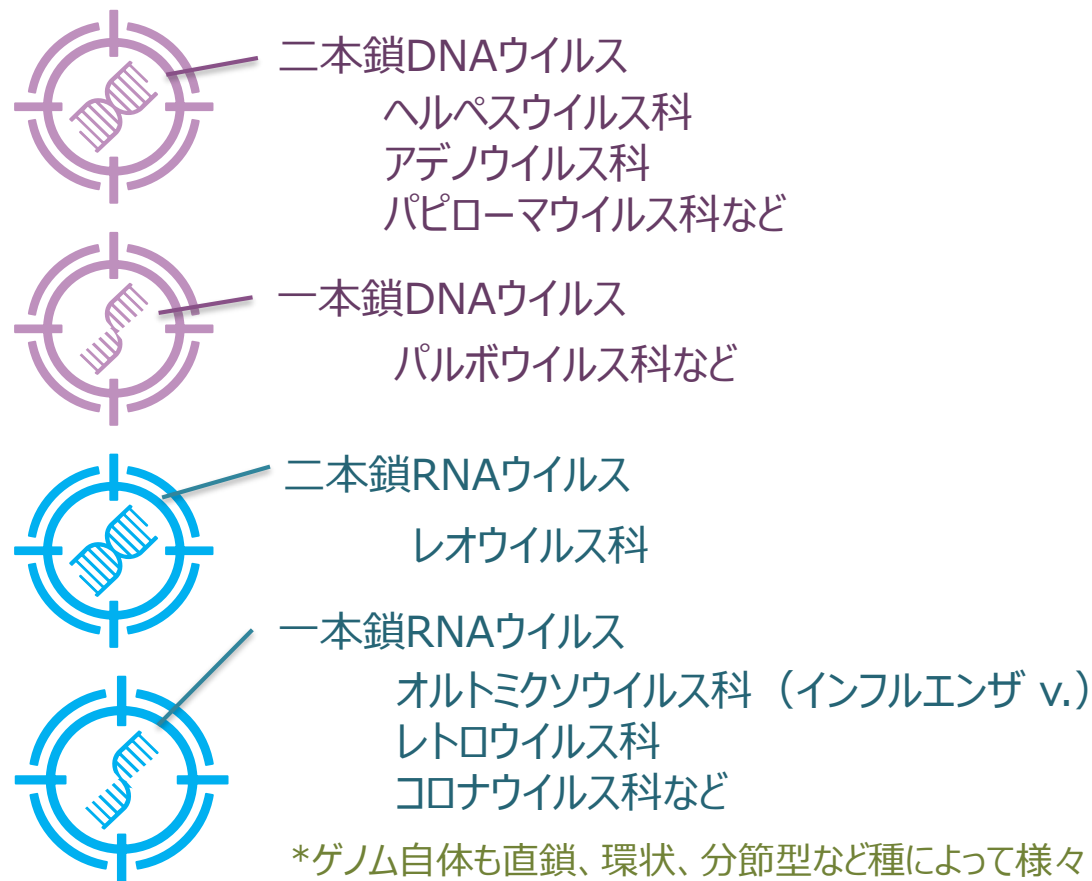 二本鎖DNAウイルス
ヘルペスウイルス科
アデノウイルス科
パピローマウイルス科など
一本鎖DNAウイルス
パルボウイルス科など
二本鎖RNAウイルス
レオウイルス科
一本鎖RNAウイルス
オルトミクソウイルス科（インフルエンザ v.）
レトロウイルス科
コロナウイルス科など
*ゲノム自体も直鎖、環状、分節型など種によって様々